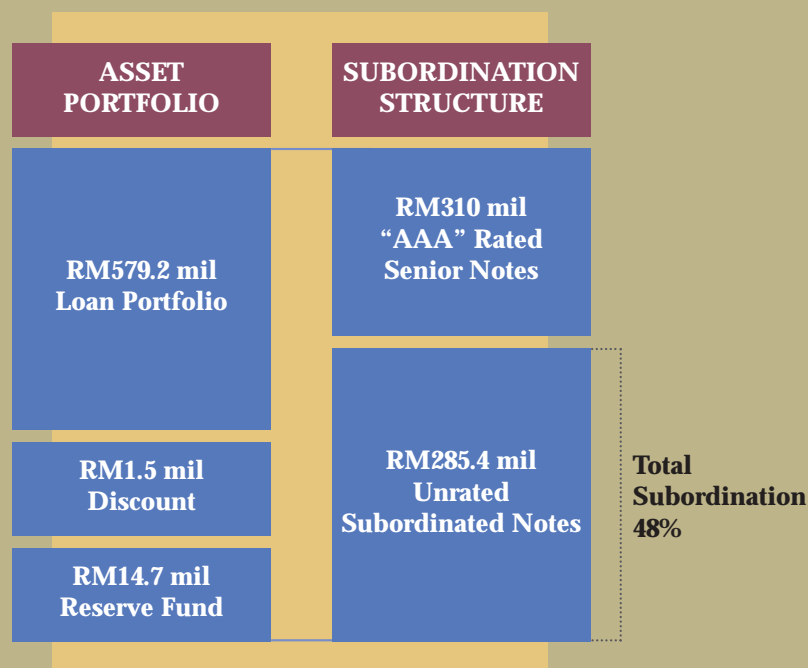 ASSET
PORTFOLIO
RM579.2 mil
Loan Portfolio
RM1.5 mil
Discount
RM14.7 mil
Reserve Fund
SUBORDINATION
STRUCTURE
RM310 mil
“AAA” Rated
Senior Notes
RM285.4 mil
Unrated
Subordinated Notes
Total
Subordination
48%